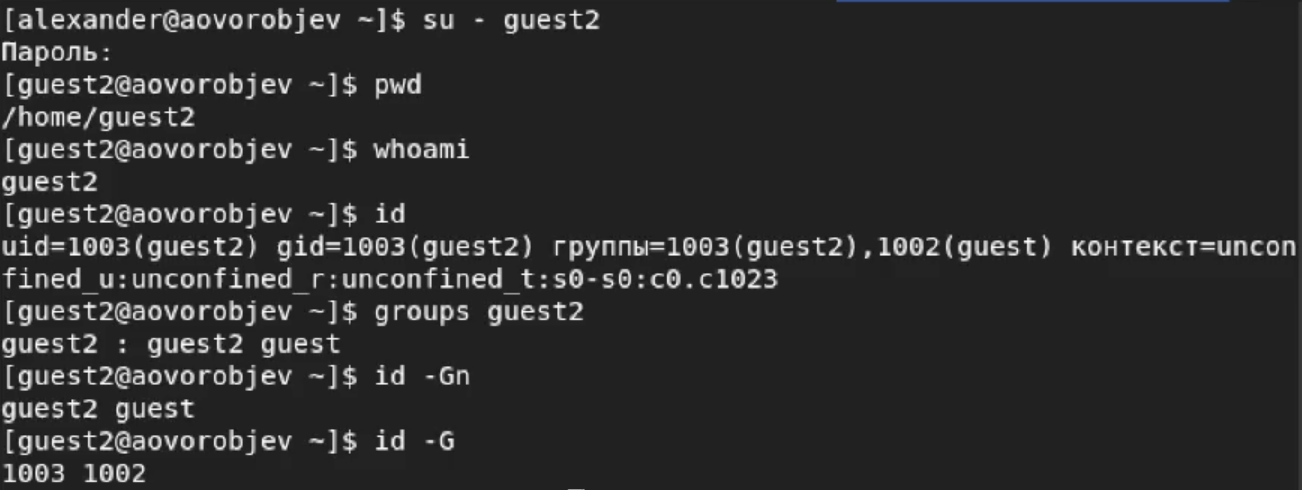 [alexander@aovorobjev ~]$ su - guest2
Пароль:
[guest2@aovorobjev ~]$ pwd
/home/guest2
[guest2@aovorobjev ~]$ whoami
guest2
[guest2@aovorobjev ~]$ id
uid=1003(guest2) gid=1003(guest2) группы=1003(guest2),1002(guest) контекст=uncon
fined_u:unconfined_r:unconfined_t:s0-s0:c0.c1023
[guest2@aovorobjev ~]$ groups guest2
guest2 : guest2 guest
[guest2@aovorobjev ~]$ id -Gn
guest2 guest
[guest2@aovorobjev ~]$ id -G
1003 1002